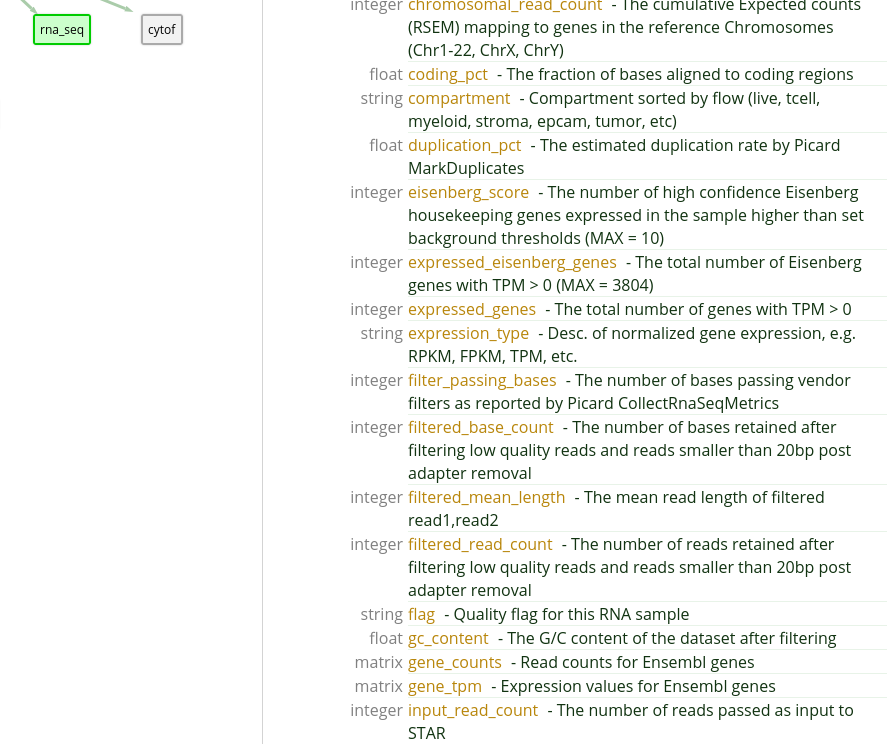 integer chromosomal_read_count - The cumulative Expected counts
(RSEM) mapping to genes in the reference Chromosomes
(Chr1-22, ChrX, ChrY)
rna_seq
cytof
float coding_pct - The fraction of bases aligned to coding regions
string compartment - Compartment sorted by flow (live, tcell,
myeloid, stroma, epcam, tumor, etc)
float duplication_pct - The estimated duplication rate by Picard
MarkDuplicates
integer eisenberg_score - The number of high confidence Eisenberg
housekeeping genes expressed in the sample higher than set
background thresholds (MAX = 10)
integer expressed_eisenberg_genes - The total number of Eisenberg
genes with TPM > 0 (MAX = 3804)
integer expressed_genes - The total number of genes with TPM > 0
string expression_type - Desc. of normalized gene expression, e.g.
RPKM, FPKM, TPM, etc.
integer filter_passing_bases - The number of bases passing vendor
filters as reported by Picard CollectRnaSeqMetrics
integer filtered_base_count - The number of bases retained after
filtering low quality reads and reads smaller than 20bp post
adapter removal
integer filtered_mean_length - The mean read length of filtered
read1,read2
integer filtered_read_count - The number of reads retained after
filtering low quality reads and reads smaller than 20bp post
adapter removal
string flag - Quality flag for this RNA sample
float gc_content - The G/C content of the dataset after filtering
matrix gene_counts - Read counts for Ensembl genes
matrix gene_tpm - Expression values for Ensembl genes
integer input_read_count - The number of reads passed as input to
STAR